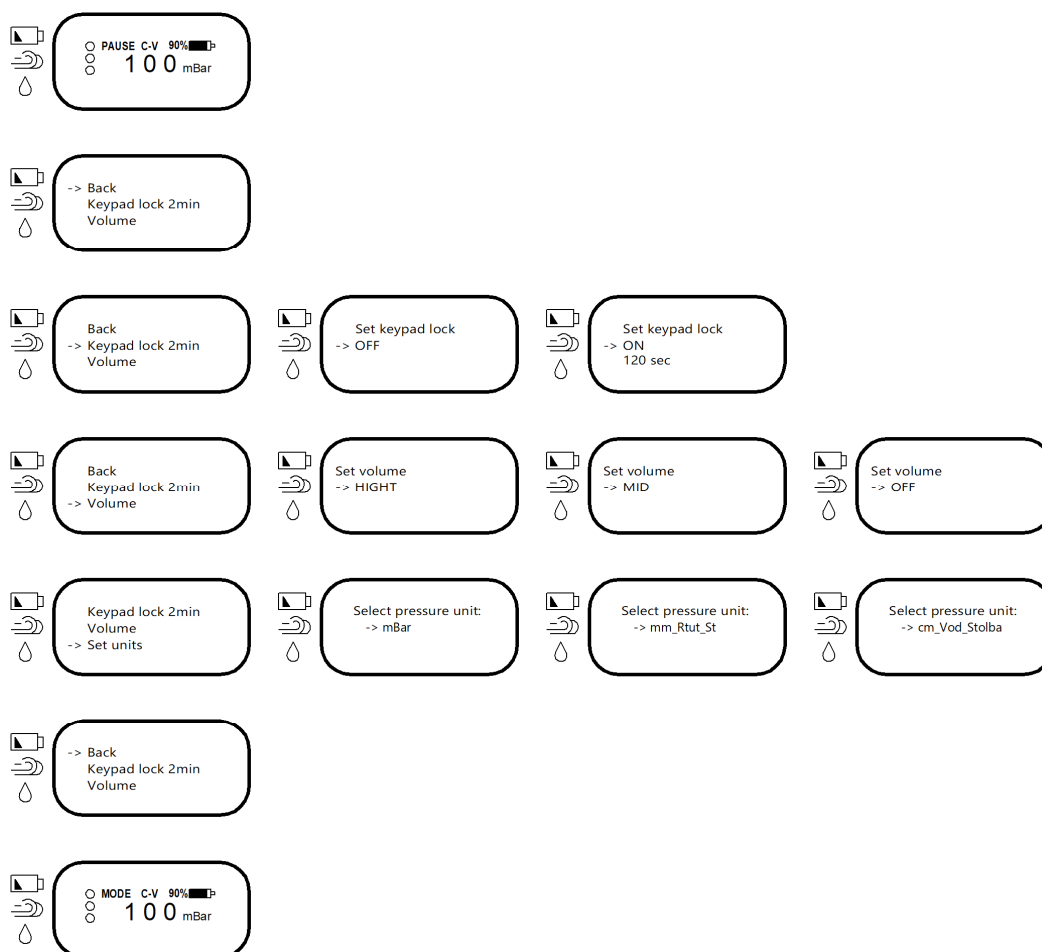 PAUSE C-V 90%
100 mBar
-> Back
Keypad lock 2min
Volume
Back
-> Keypad lock 2min
Volume
Set keypad lock
-> OFF
Set keypad lock
-> ON
120 sec
Back
Keypad lock 2min
-> Volume
Set volume
-> HIGHT
Set volume
-> MID
Set volume
-> OFF
Keypad lock 2min
Volume
-> Set units
Select pressure unit:
-> mBar
Select pressure unit:
-> mm_Rtut_St
Select pressure unit:
-> cm_Vod_Stolba
-> Back
Keypad lock 2min
Volume
MODE C-V 90%
100 mBar